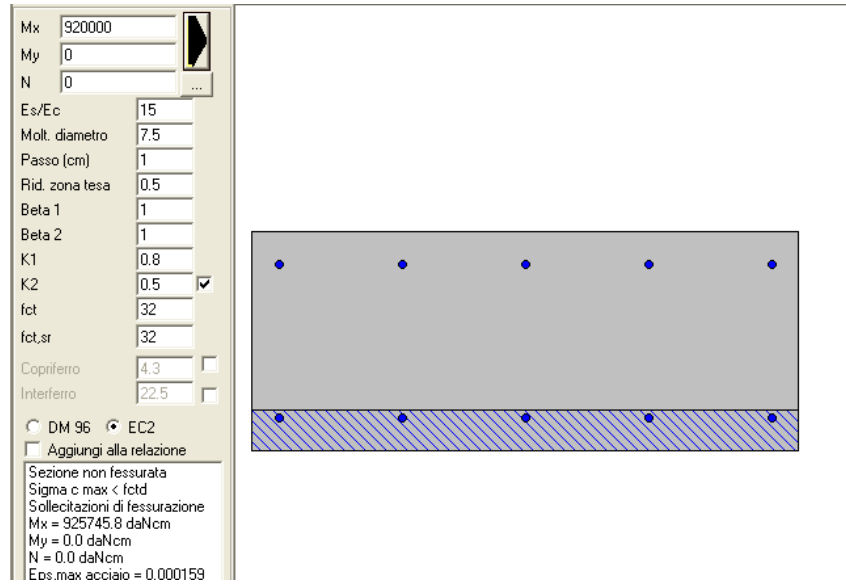 Mx 920000
My 0
N 0 ...
Es/Ec 15
Molt. diametro 7.5
Passo (cm) 1
Rid. zona tesa 0.5
Beta 1 1
Beta 2 1
K1 0.8
K2 0.5
fct 32
fct,sr 32
Copriferro 4.3
Interferro 22.5
DM 96 EC2
Aggiungi alla relazione
Sezione non fessurata
Sigma c max < fctd
Sollecitazioni di fessurazione
Mx = 925745.8 daNcm
My = 0.0 daNcm
N = 0.0 daNcm
Eps.max acciaio = 0.000159